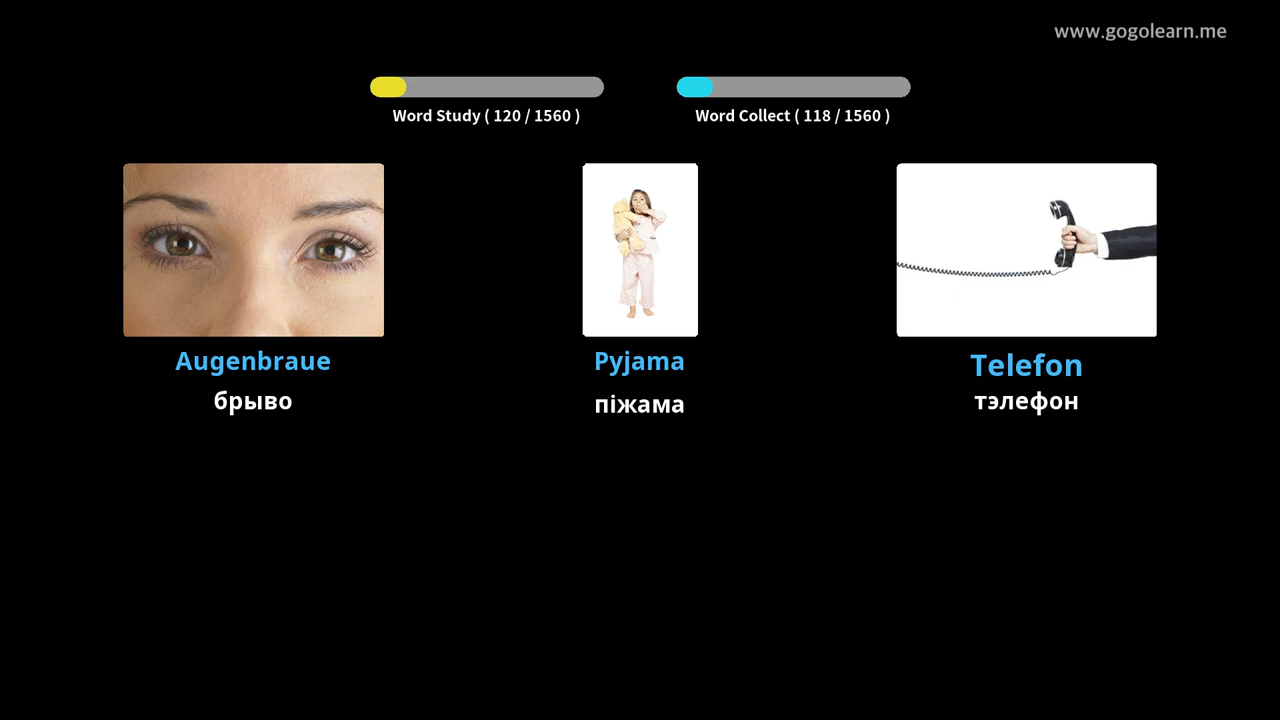 www.gogolearn.me
Word Study ( 120 / 1560 )
Word Collect ( 118 / 1560 )
Augenbraue
Pyjama
Telefon
брыво
піжама
тэлефон